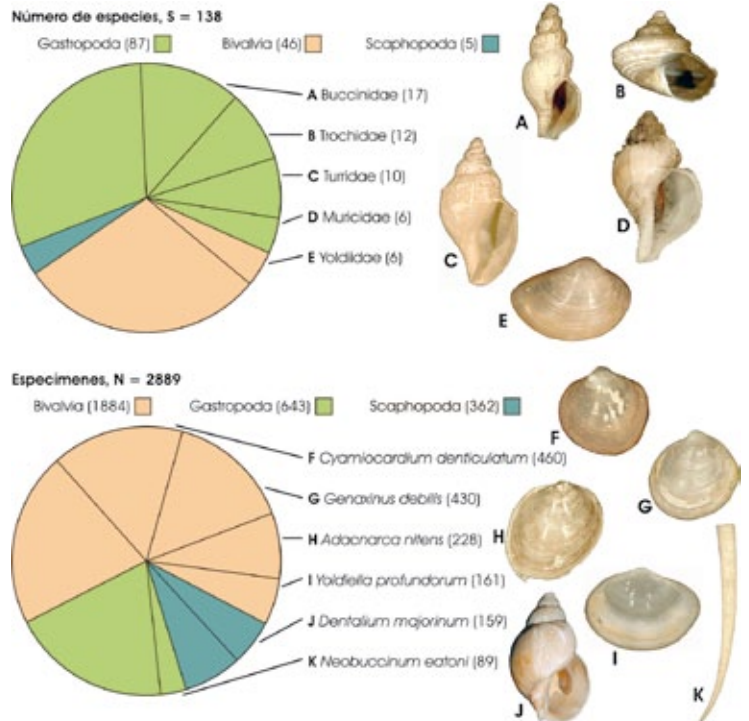 Número de especies, S = 138
Gastropoda (87)
Bivalvia (46)
Scaphopoda (5)
A Buccinidae (17)
B Trochidae (12)
C Turridae (10)
D Muricidae (6)
E Yoldiidae (6)
A
B
C
D
E
Especímenes, N = 2889
Bivalvia (1884)
Gastropoda (643)
Scaphopoda (362)
F Cyamiocardium denticulatum (460)
G Genaxinus debilis (430)
H Adacnarca nitens (228)
I Yoldiella profundorum (161)
J Dentalium majorinum (159)
K Neobuccinum eatoni (89)
F
G
H
I
J
K